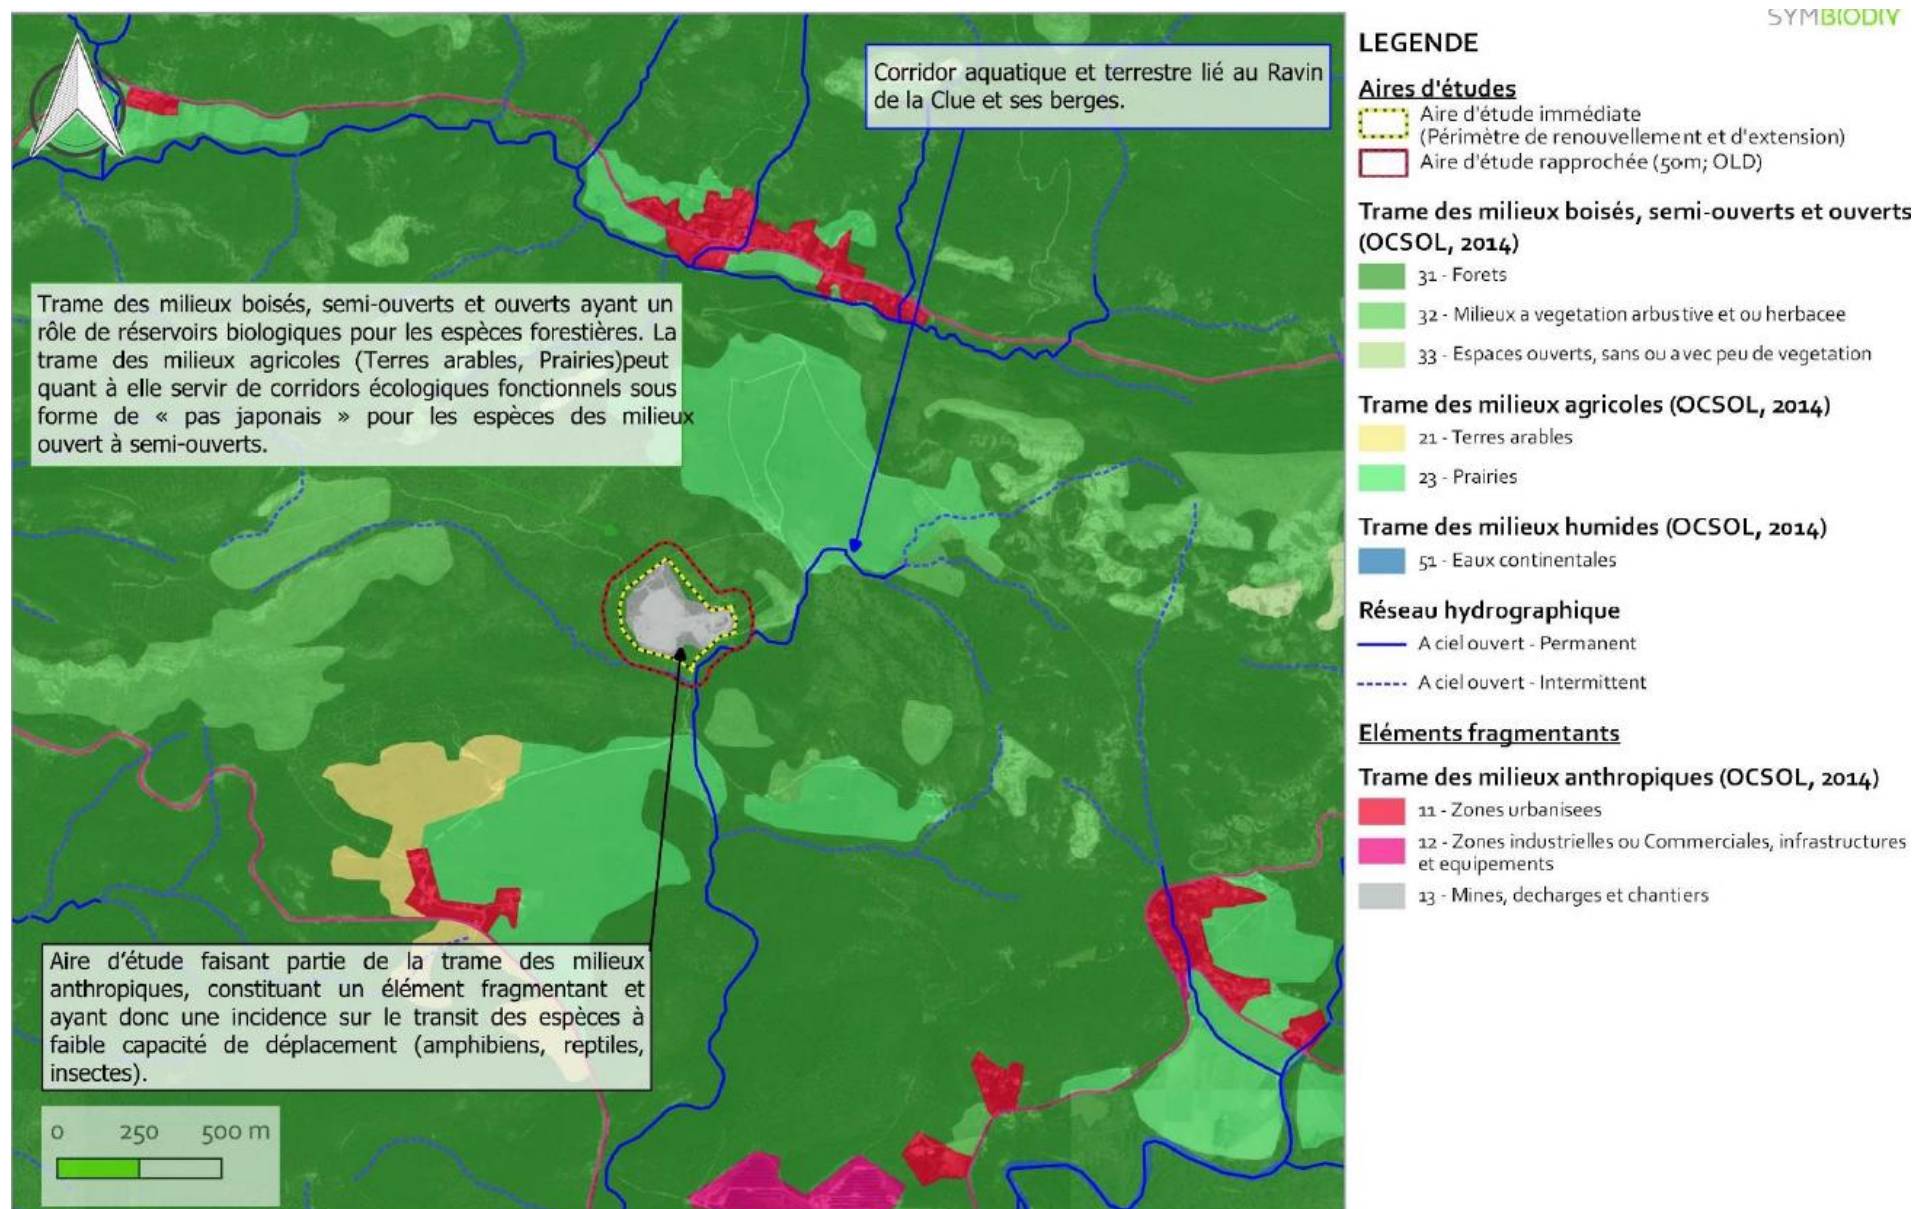 SYMBIODIV
Corridor aquatique et terrestre lié au Ravin
de la Clue et ses berges.
Trame des milieux boisés, semi-ouverts et ouverts ayant un
rôle de réservoirs biologiques pour les espèces forestières. La
trame des milieux agricoles (Terres arables, Prairies)peut
quant à elle servir de corridors écologiques fonctionnels sous
forme de « pas japonais » pour les espèces des milieux
ouvert à semi-ouverts.
Aire d'étude faisant partie de la trame des milieux
anthropiques, constituant un élément fragmentant et
ayant donc une incidence sur le transit des espèces à
faible capacité de déplacement (amphibiens, reptiles,
insectes).
0 250 500 m
LEGENDE
Aires d'études
Aire d'étude immédiate
(Périmètre de renouvellement et d'extension)
Aire d'étude rapprochée (50m; OLD)
Trame des milieux boisés, semi-ouverts et ouverts
(OCSOL, 2014)
31 - Forets
32 - Milieux a vegetation arbustive et ou herbacee
33 - Espaces ouverts, sans ou avec peu de vegetation
Trame des milieux agricoles (OCSOL, 2014)
21 - Terres arables
23 - Prairies
Trame des milieux humides (OCSOL, 2014)
51 - Eaux continentales
Réseau hydrographique
A ciel ouvert - Permanent
A ciel ouvert - Intermittent
Eléments fragmentants
Trame des milieux anthropiques (OCSOL, 2014)
11 - Zones urbanisees
12 - Zones industrielles ou Commerciales, infrastructures
et equipements
13 - Mines, decharges et chantiers